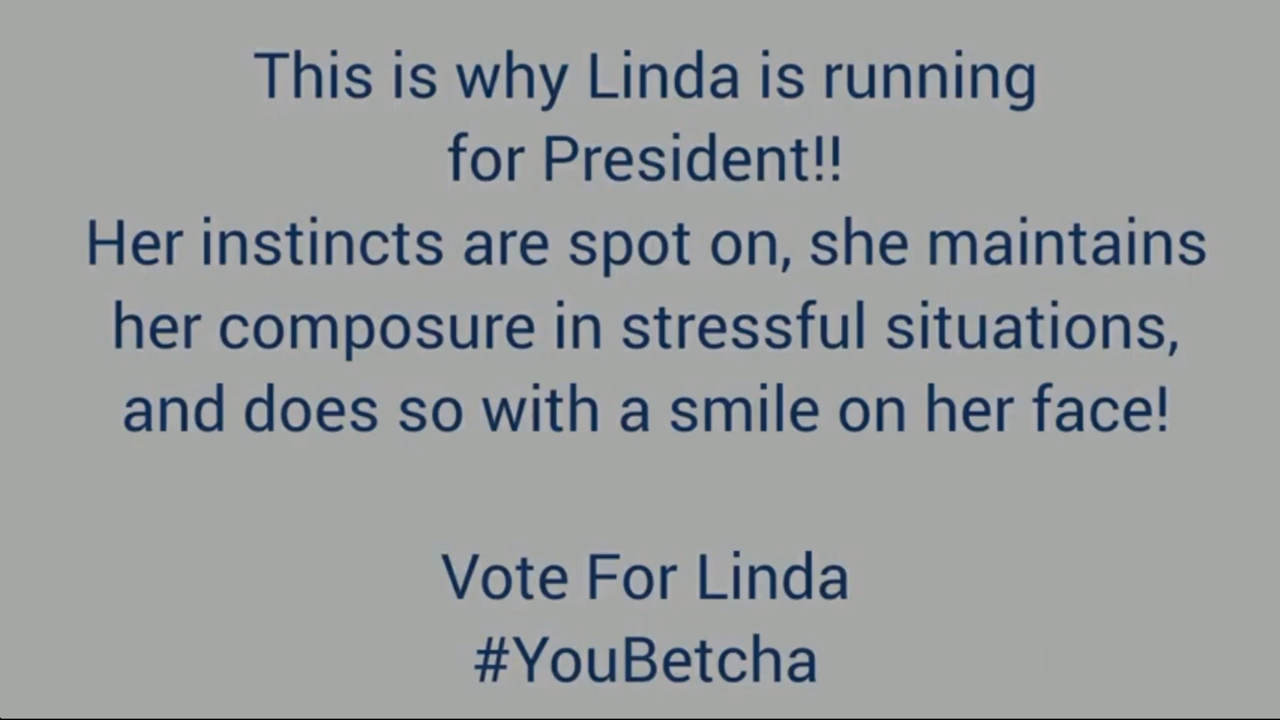 This is why Linda is running
for President!!
Her instincts are spot on, she maintains
her composure in stressful situations,
and does so with a smile on her face!
Vote For Linda
#YouBetcha